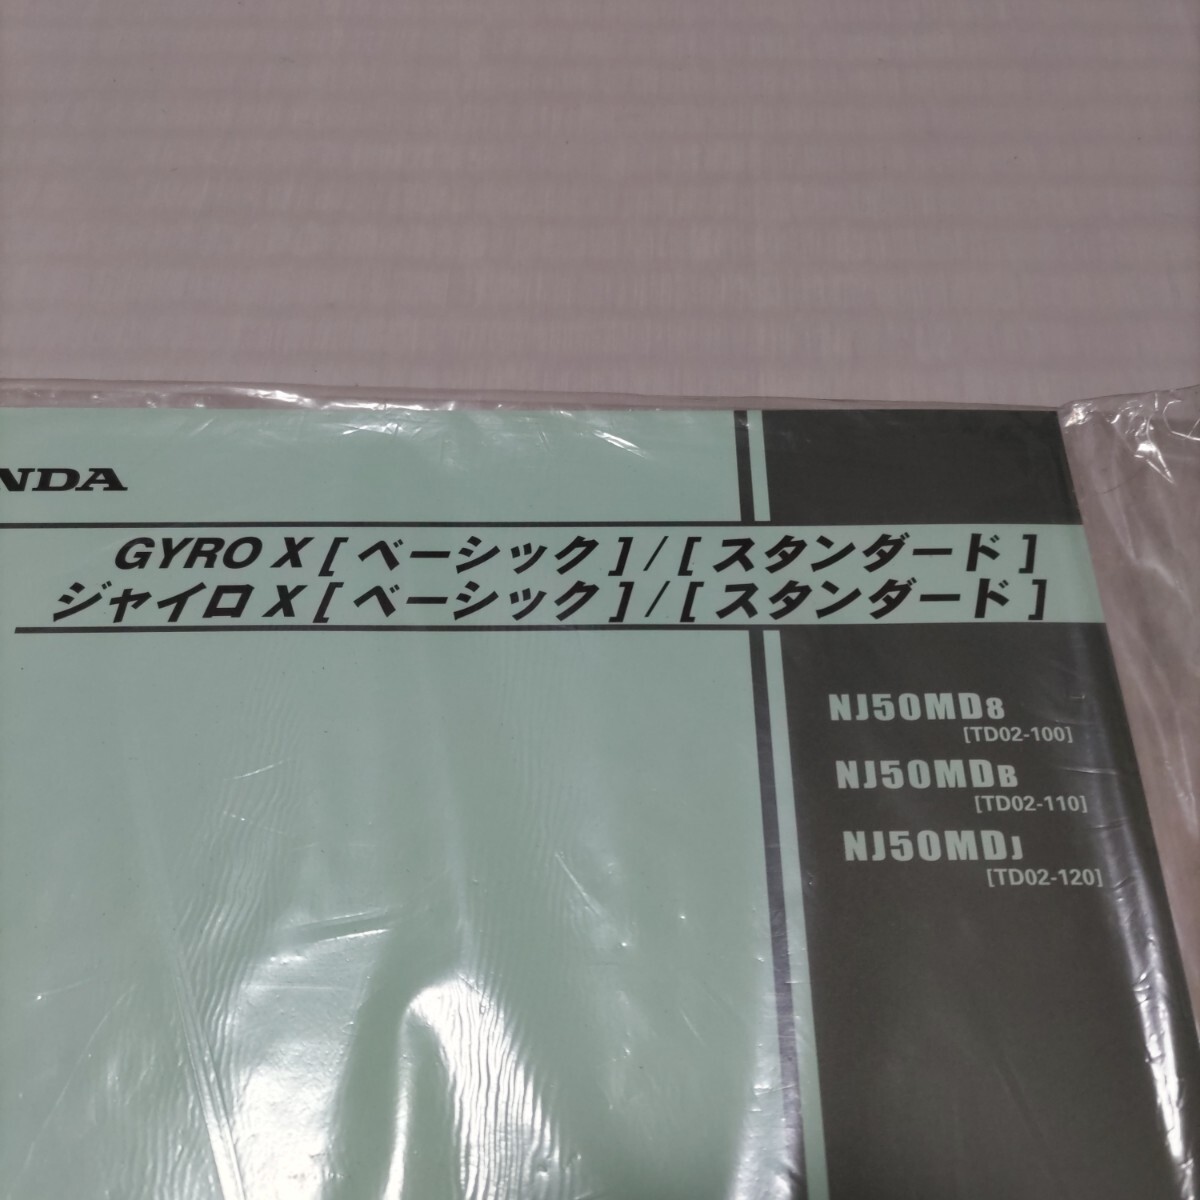 NDA
GYRO X [ ベーシック ] / [ スタンダード ]
ジャイロ X [ ベーシック ] / [ スタンダード ]
NJ50MD8
[TD02-100]
NJ50MDB
[TD02-110]
NJ50MDJ
[TD02-120]